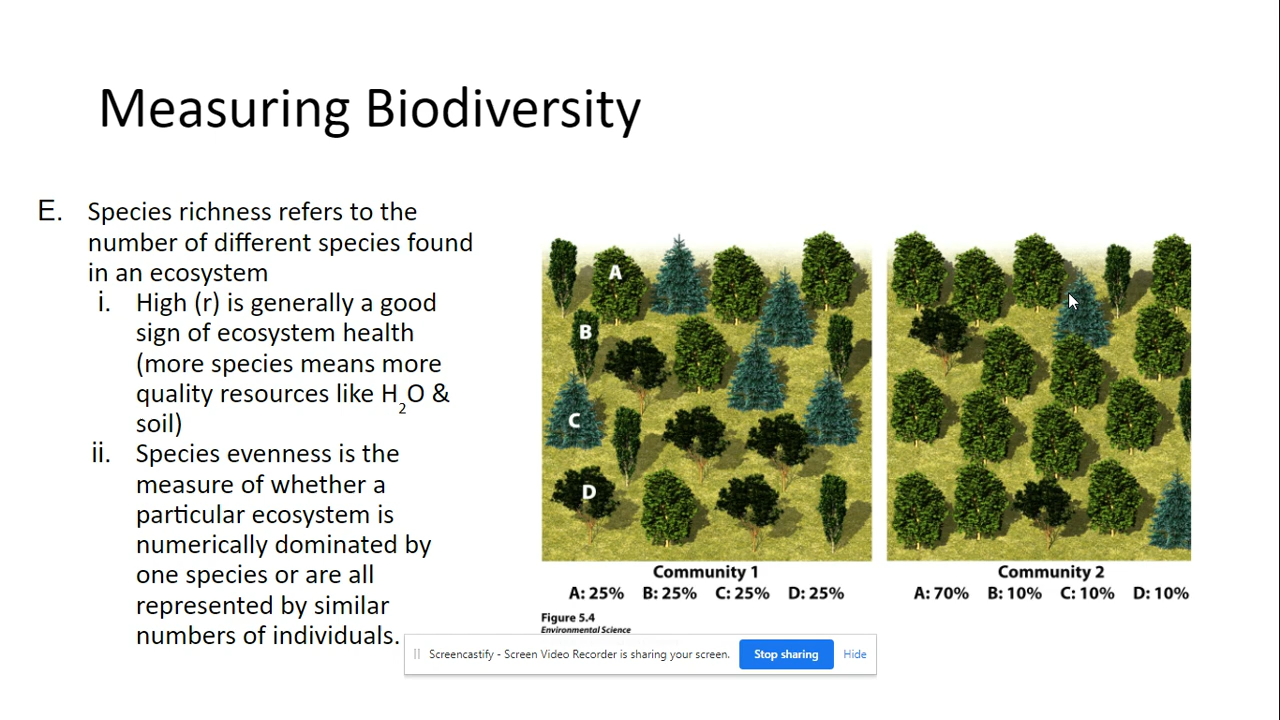 Measuring Biodiversity
E. Species richness refers to the
number of different species found
in an ecosystem
i. High (r) is generally a good
sign of ecosystem health
(more species means more
quality resources like H₂O &
soil)
ii. Species evenness is the
measure of whether a
particular ecosystem is
numerically dominated by
one species or are all
represented by similar
numbers of individuals.
A
B
C
D
Community 1
A: 25% B: 25% C: 25% D: 25%
Community 2
A: 70% B: 10% C: 10% D: 10%
Figure 5.4
Environmental Science
Screencastify - Screen Video Recorder is sharing your screen. Stop sharing Hide